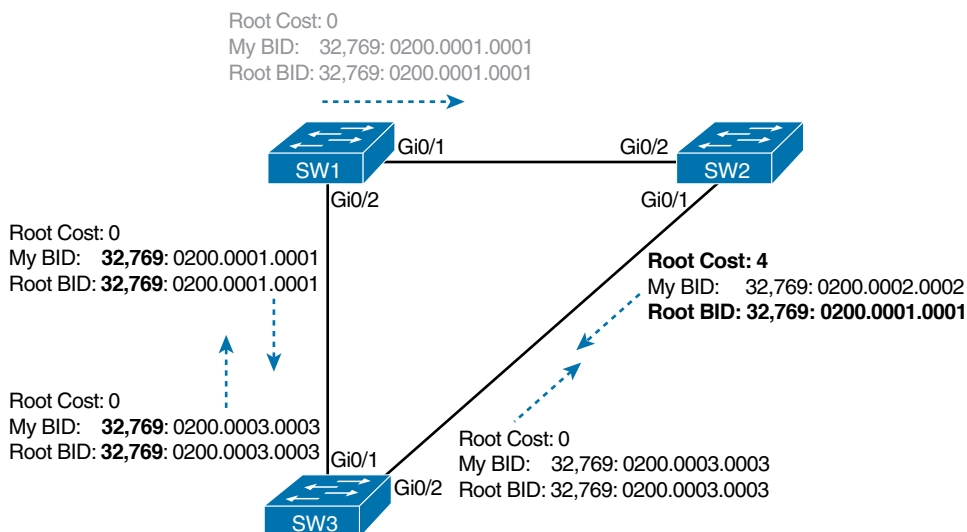 Root Cost: 0
My BID: 32,769: 0200.0001.0001
Root BID: 32,769: 0200.0001.0001
Gi0/1
Gi0/2
SW1
SW2
Gi0/2
Gi0/1
Root Cost: 0
My BID: 32,769: 0200.0001.0001
Root BID: 32,769: 0200.0001.0001
Root Cost: 4
My BID: 32,769: 0200.0002.0002
Root BID: 32,769: 0200.0001.0001
Root Cost: 0
My BID: 32,769: 0200.0003.0003
Root BID: 32,769: 0200.0003.0003
Root Cost: 0
My BID: 32,769: 0200.0003.0003
Root BID: 32,769: 0200.0003.0003
Gi0/1
Gi0/2
SW3